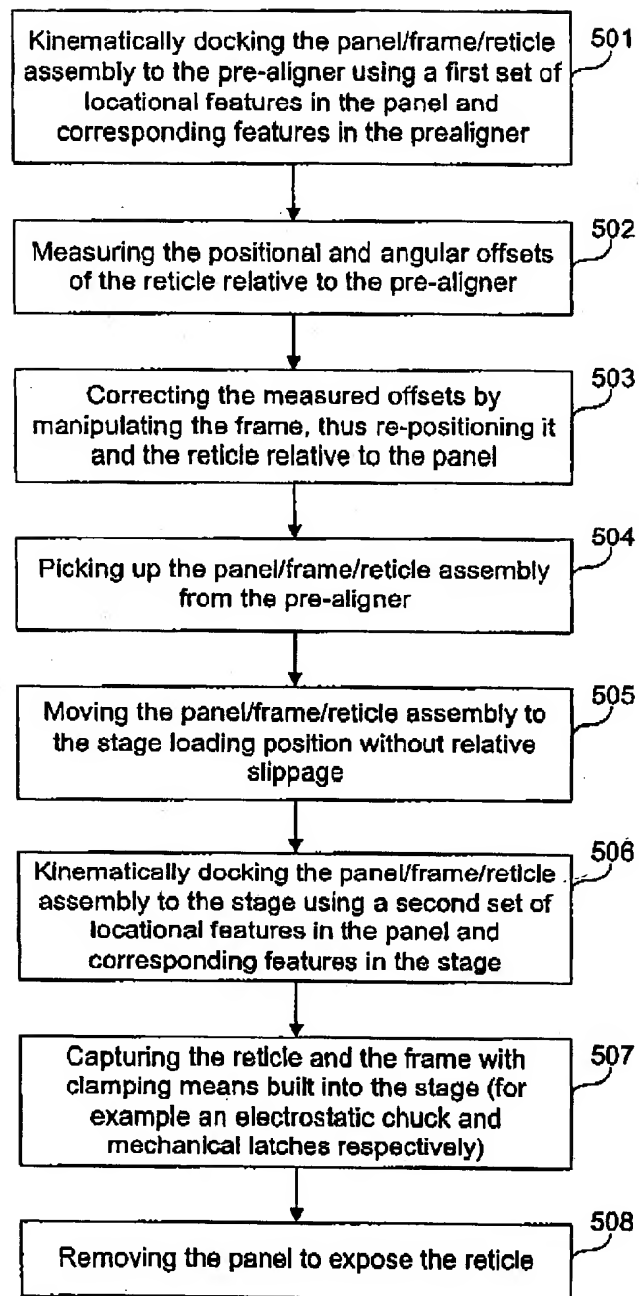 Kinematically docking the panel/frame/reticle
assembly to the pre-aligner using a first set of
locational features in the panel and
corresponding features in the prealigner
501
Measuring the positional and angular offsets
of the reticle relative to the pre-aligner
502
Correcting the measured offsets by
manipulating the frame, thus re-positioning it
and the reticle relative to the panel
503
Picking up the panel/frame/reticle assembly
from the pre-aligner
504
Moving the panel/frame/reticle assembly to
the stage loading position without relative
slippage
505
Kinematically docking the panel/frame/reticle
assembly to the stage using a second set of
locational features in the panel and
corresponding features in the stage
506
Capturing the reticle and the frame with
clamping means built into the stage (for
example an electrostatic chuck and
mechanical latches respectively)
507
Removing the panel to expose the reticle
508